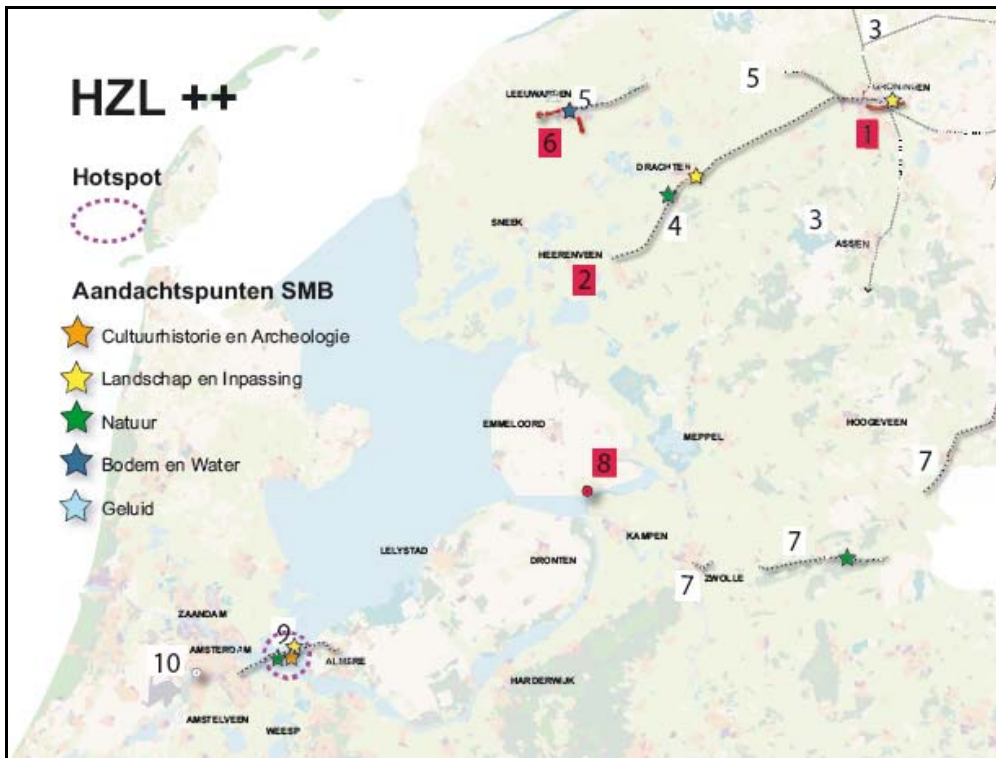 HZL ++
Hotspot
Aandachtspunten SMB
Cultuurhistorie en Archeologie
Landschap en Inpassing
Natuur
Bodem en Water
Geluid
3
5
LEEUWARDEN
5
GRONINGEN
6
1
DRACHTEN
SNEEK
4
3
ASSEN
HEERENVEEN
2
EMMELOORD
MEPPEL
HOOGEVEEN
8
7
KAMPEN
LELYSTAD
DRONTEN
7
7
ZWOLLE
ZAANDAM
9
AMSTERDAM
10
ALMERE
HARDERWIJK
AMSTELVEEN
WEESP